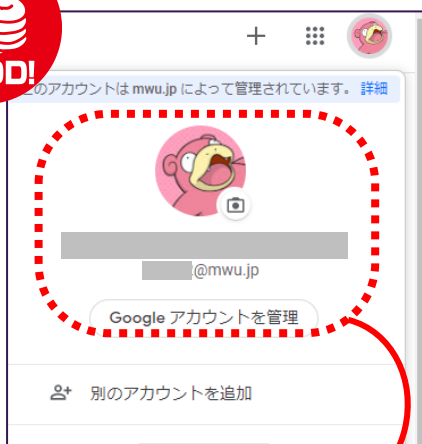 OD!
このアカウントは mwu.jp によって管理されています。 詳細
@mwu.jp
Google アカウントを管理
別のアカウントを追加